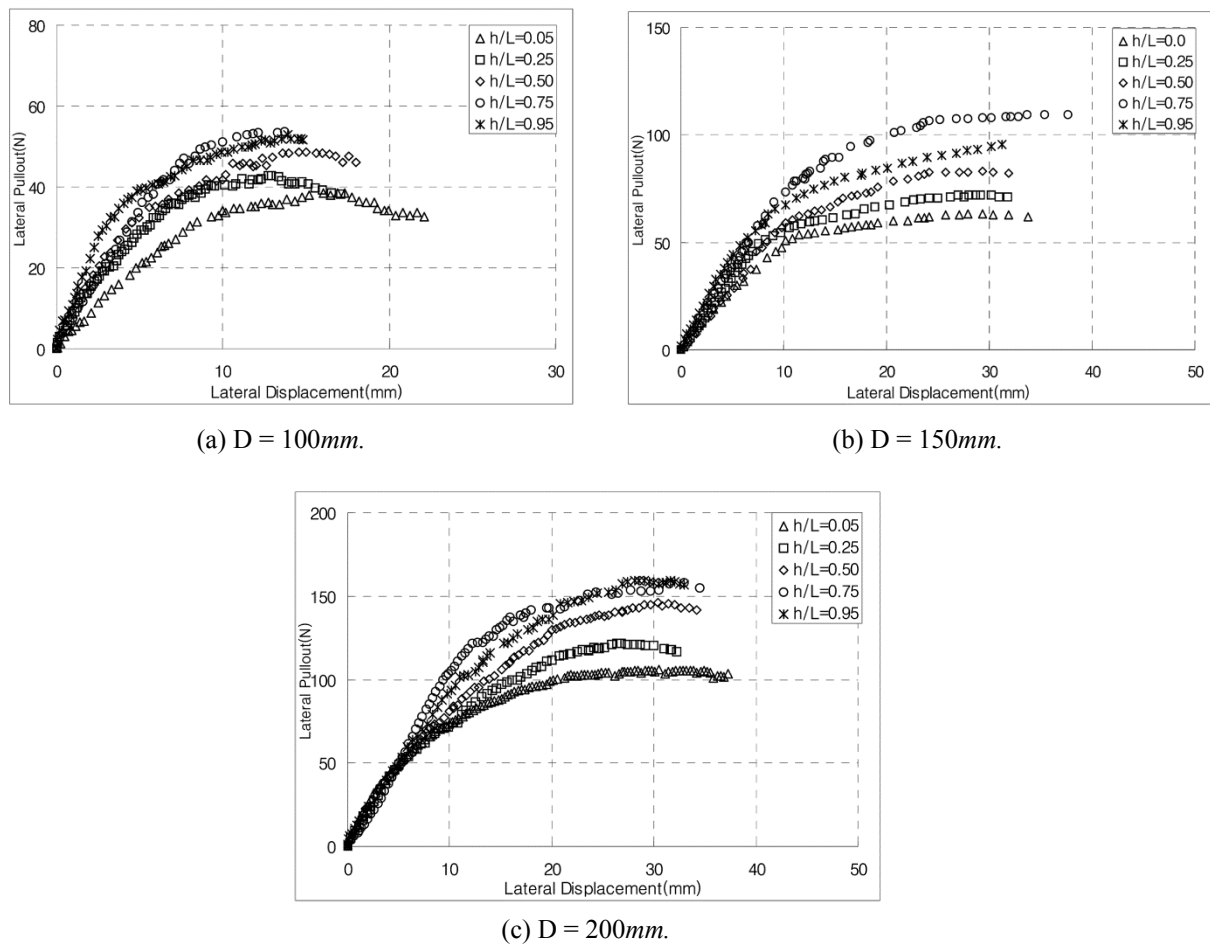 80
60
40
20
0
Lateral Pullout(N)
0
10
20
30
Lateral Displacement(mm)
h/L=0.05
h/L=0.25
h/L=0.50
h/L=0.75
h/L=0.95
(a) D = 100mm.
150
100
50
0
Lateral Pullout(N)
0
10
20
30
40
50
Lateral Displacement(mm)
h/L=0.0
h/L=0.25
h/L=0.50
h/L=0.75
h/L=0.95
(b) D = 150mm.
200
150
100
50
0
Lateral Pullout(N)
0
10
20
30
40
50
Lateral Displacement(mm)
h/L=0.05
h/L=0.25
h/L=0.50
h/L=0.75
h/L=0.95
(c) D = 200mm.